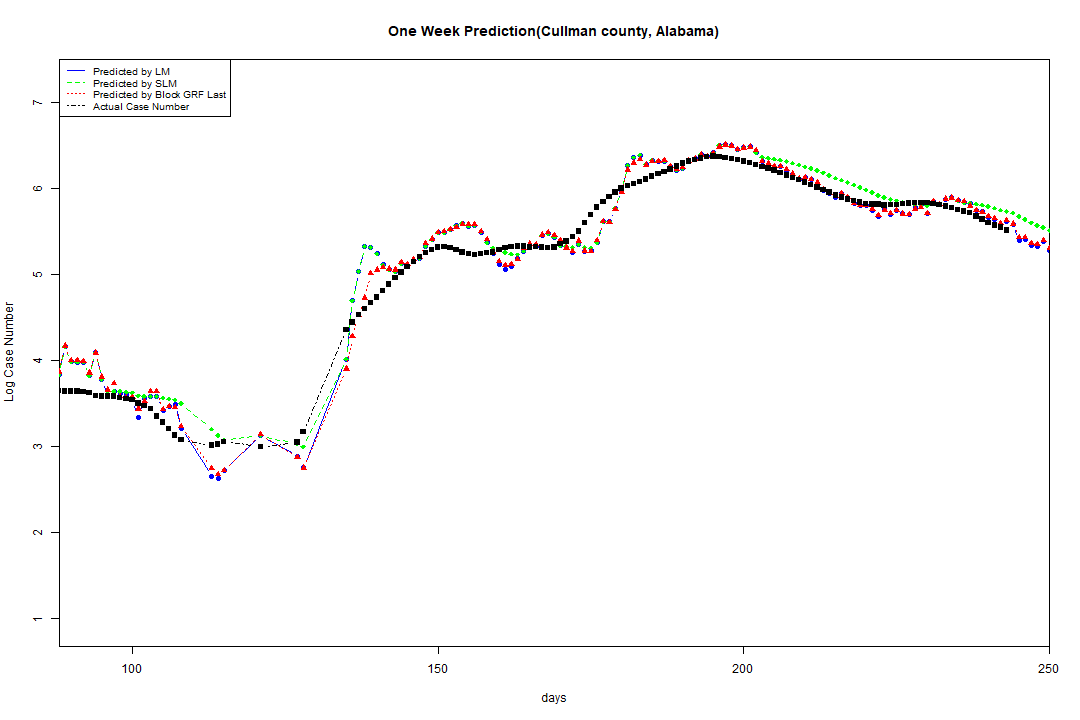 One Week Prediction(Cullman county, Alabama)
Predicted by LM
Predicted by SLM
Predicted by Block GRF Last
Actual Case Number
7
6
5
4
3
2
1
Log Case Number
100 150 200 250
days